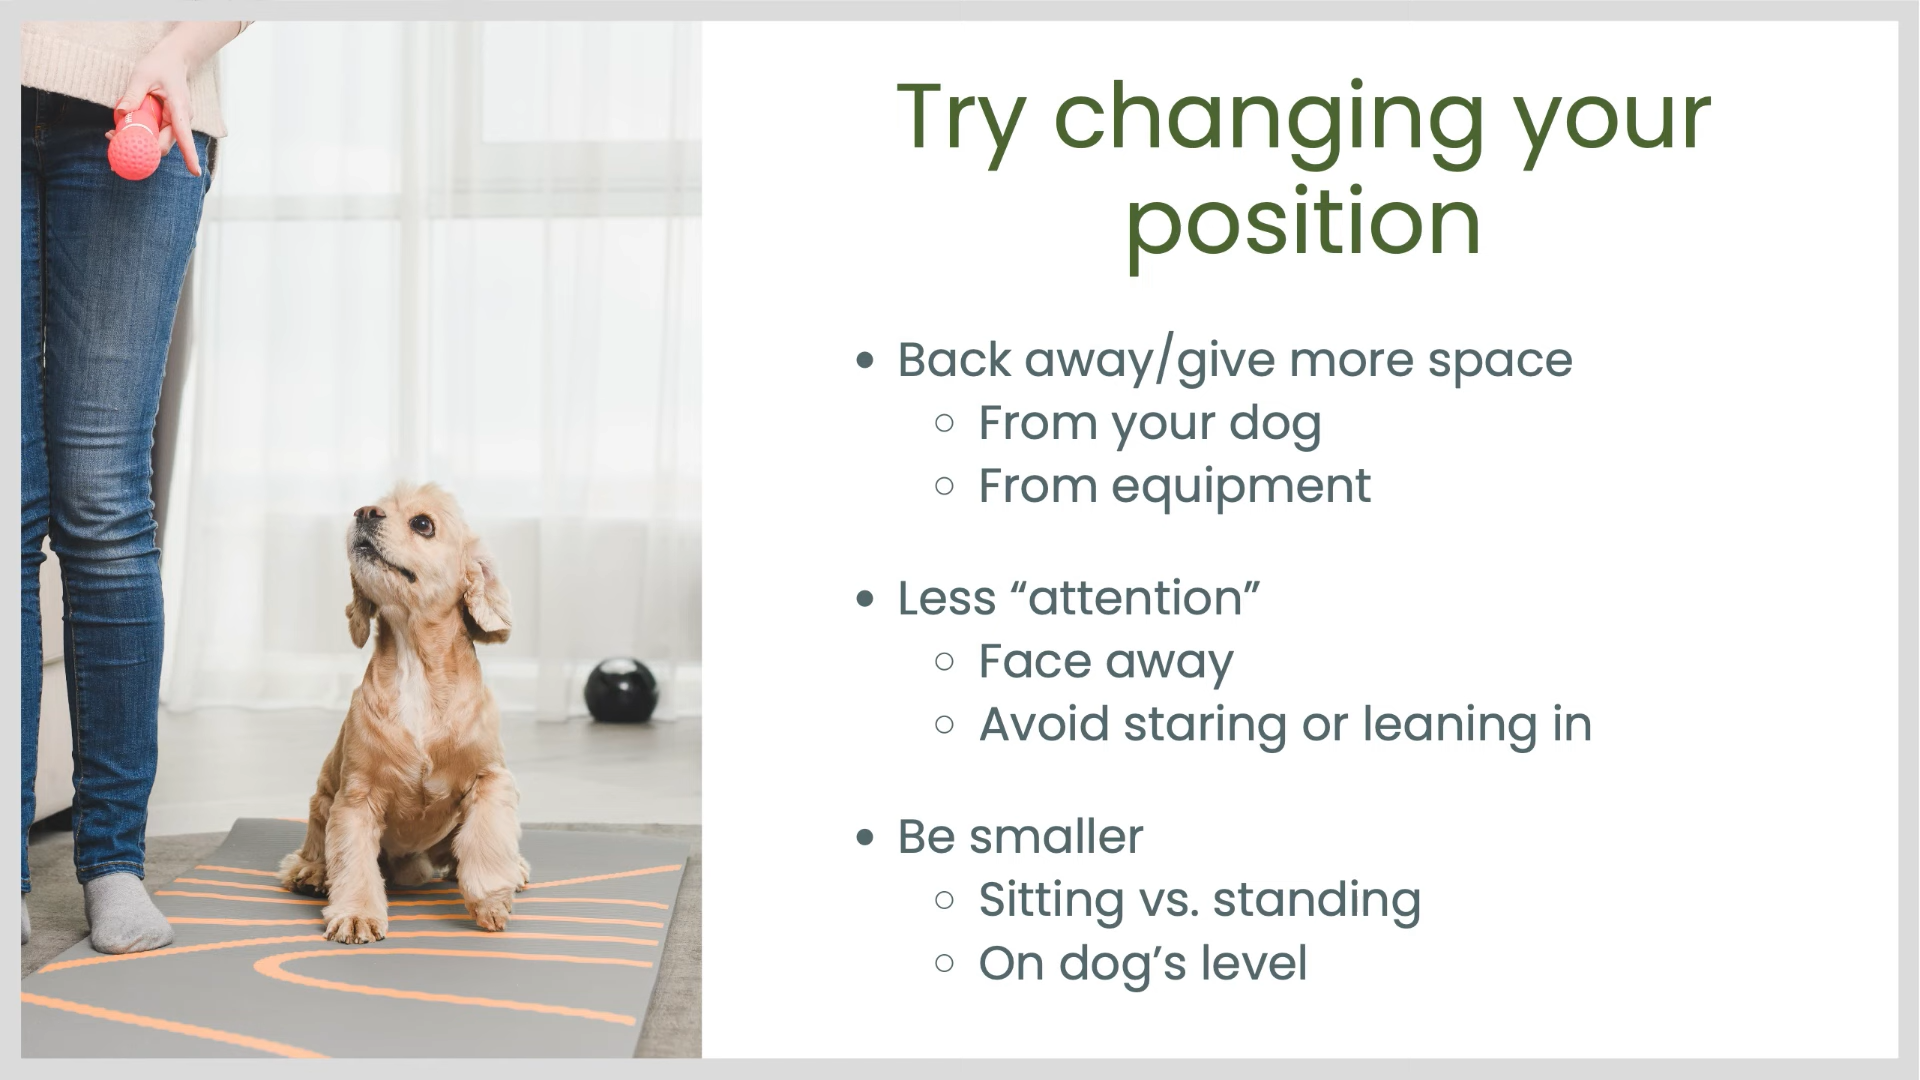 Try changing your
position
• Back away/give more space
○ From your dog
○ From equipment
• Less “attention”
○ Face away
○ Avoid staring or leaning in
• Be smaller
○ Sitting vs. standing
○ On dog’s level